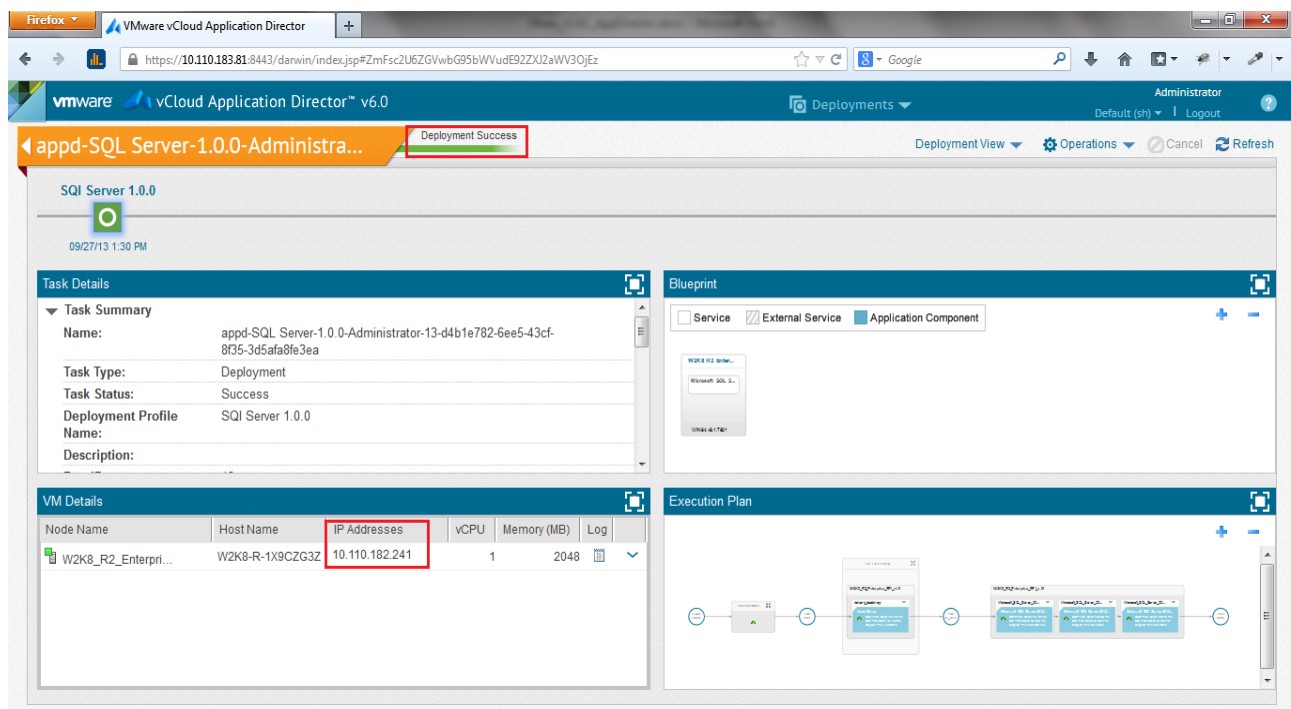 Firefox
VMware vCloud Application Director
+
https://10.110.183.81:8443/darwin/index.jsp#ZmFsc2U6ZGVwbG95bWVudE92ZXJ2aWV3OjEz
Google
vmware vCloud Application Director™ v6.0
Deployments
Administrator
Default (sh) Logout
?
appd-SQL Server-1.0.0-Administra...
Deployment Success
Deployment View
Operations
Cancel
Refresh
SQl Server 1.0.0
09/27/13 1:30 PM
Task Details
Task Summary
Name: appd-SQL Server-1.0.0-Administrator-13-d4b1e782-6ee5-43cf-
8f35-3d5afa8fe3ea
Task Type: Deployment
Task Status: Success
Deployment Profile SQl Server 1.0.0
Name:
Description:
Blueprint
Service External Service Application Component
Microsoft SQL S...
VM Details
Node Name Host Name IP Addresses vCPU Memory (MB) Log
W2K8_R2_Enterpri... W2K8-R-1X9CZG3Z 10.110.182.241 1 2048
Execution Plan